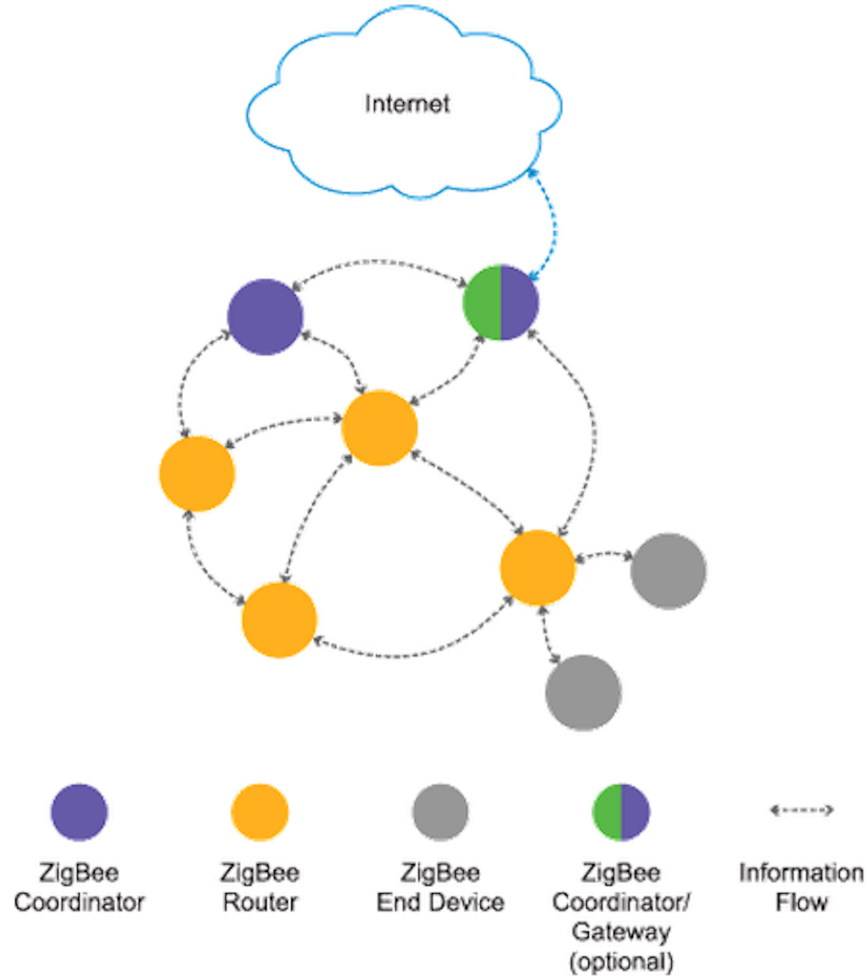 Internet
ZigBee
Coordinator
ZigBee
Router
ZigBee
End Device
ZigBee
Coordinator/
Gateway
(optional)
Information
Flow